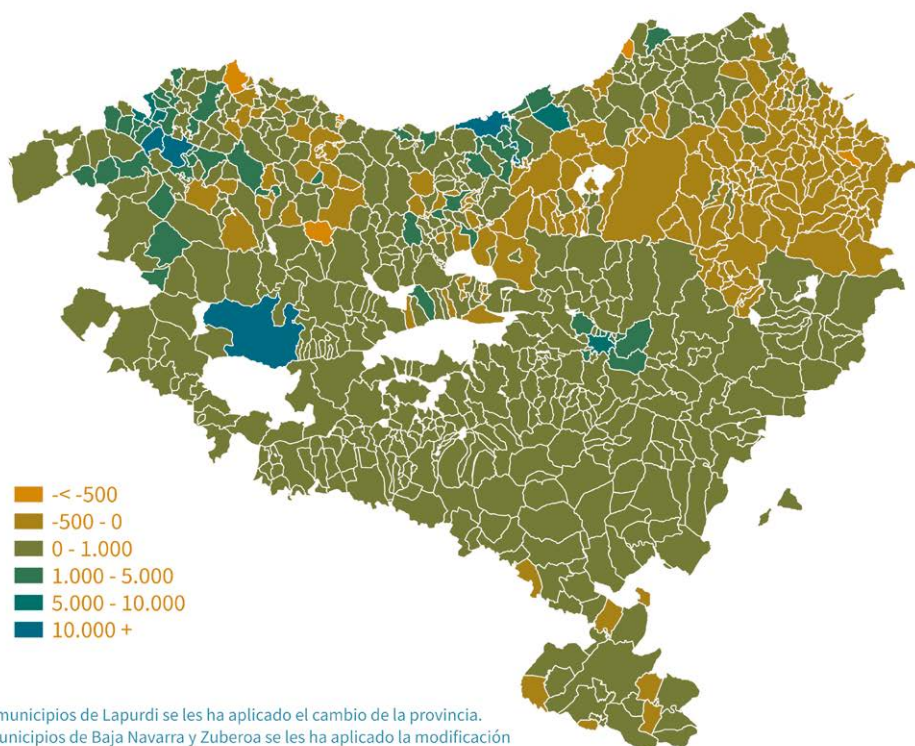 -< -500
-500 - 0
0 - 1.000
1.000 - 5.000
5.000 - 10.000
10.000 +
municipios de Lapurdi se les ha aplicado el cambio de la provincia.
unicipios de Baja Navarra y Zuberoa se les ha aplicado la modificación